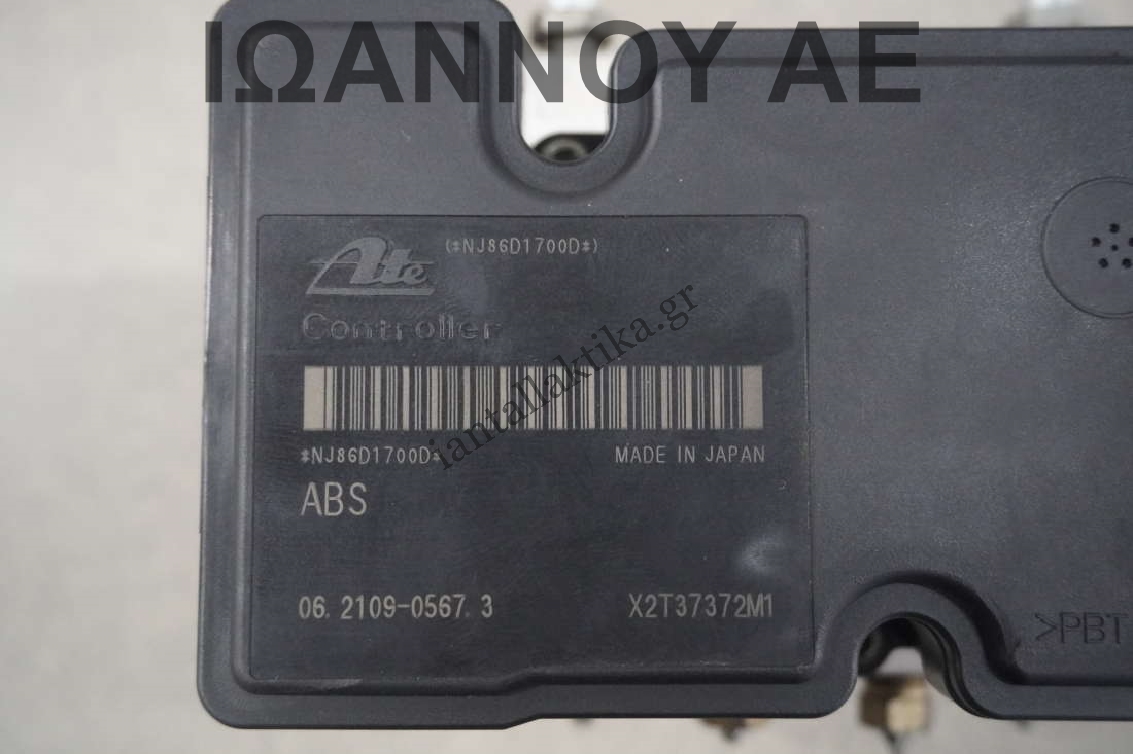 ΙΩΑΝΝΟΥ ΑΕ
(*NJ86D1700D*)
Ate
Controller
iantallaktika.gr
*NJ86D1700D*
MADE IN JAPAN
ABS
06.2109-0567.3
X2T37372M1
>PBT